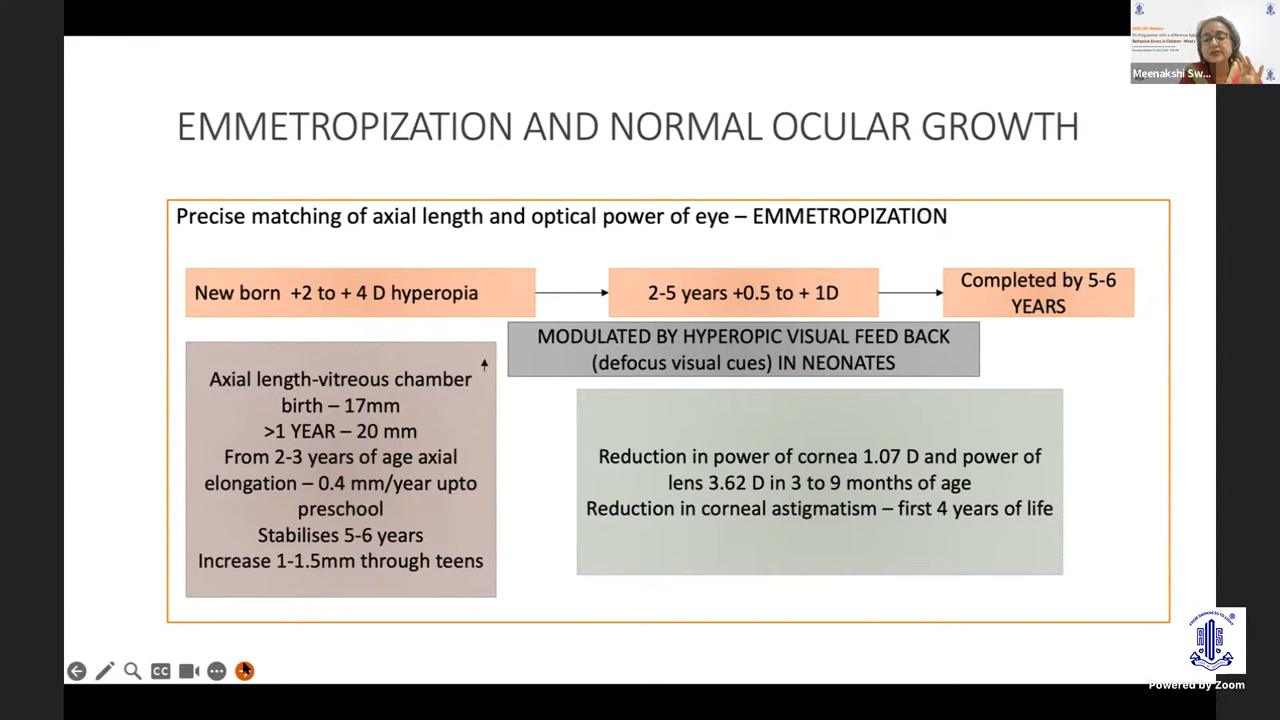 Meenakshi Sw...
EMMETROPIZATION AND NORMAL OCULAR GROWTH
Precise matching of axial length and optical power of eye – EMMETROPIZATION
New born +2 to + 4 D hyperopia
2-5 years +0.5 to + 1D
Completed by 5-6
YEARS
MODULATED BY HYPEROPIC VISUAL FEED BACK
(defocus visual cues) IN NEONATES
Axial length-vitreous chamber
birth – 17mm
>1 YEAR – 20 mm
From 2-3 years of age axial
elongation – 0.4 mm/year upto
preschool
Stabilises 5-6 years
Increase 1-1.5mm through teens
Reduction in power of cornea 1.07 D and power of
lens 3.62 D in 3 to 9 months of age
Reduction in corneal astigmatism – first 4 years of life
CC
Powered by Zoom